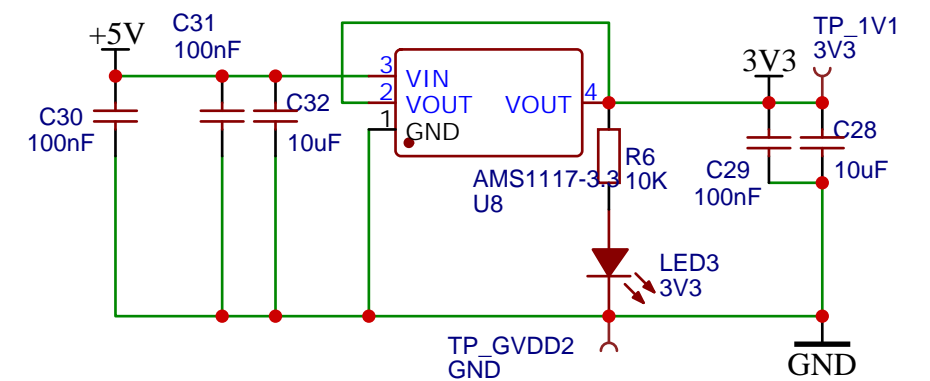 +5V
C31
100nF
TP_1V1
3V3
3V3
3
VIN
2
VOUT
VOUT
4
1
GND
C30
100nF
C32
10uF
R6
10K
AMS1117-3.3
U8
C29
100nF
C28
10uF
LED3
3V3
TP_GVDD2
GND
GND